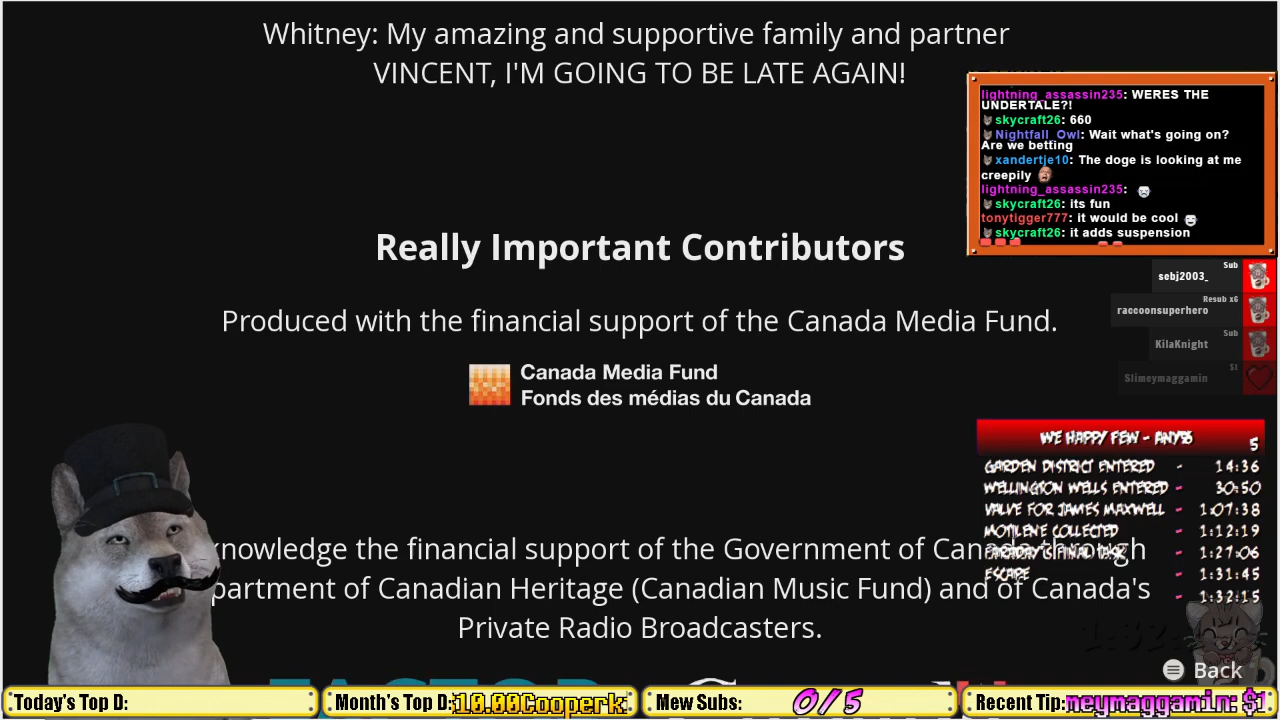 Whitney: My amazing and supportive family and partner
VINCENT, I'M GOING TO BE LATE AGAIN!
lightning_assassin235: WERES THE
UNDERTALE?!
skycraft26: 660
Nightfall_Owl: Wait what's going on?
Are we betting
xandertje10: The doge is looking at me
creepily
lightning_assassin235:
skycraft26: its fun
tonytigger777: it would be cool
skycraft26: it adds suspension
Really Important Contributors
Sub
sebj2003_
Resub x6
raccoonsuperhero
Sub
KilaKnight
$1
Slimeymaggamin
Produced with the financial support of the Canada Media Fund.
Canada Media Fund
Fonds des médias du Canada
WE HAPPY FEW - ANY%
5
GARDEN DISTRICT ENTERED - 14:36
WELLINGTON WELLS ENTERED - 30:50
VALVE FOR JAMES MAXWELL - 1:07:38
MOTILENE COLLECTED - 1:12:19
- 1:27:06
ESCAPE - 1:31:45
- 1:32:15
knowledge the financial support of the Government of Canada through
partment of Canadian Heritage (Canadian Music Fund) and of Canada's
Private Radio Broadcasters.
Back
Today's Top D:
Month's Top D: 10.00Cooperk
Mew Subs: 0/5
Recent Tip: meymaggamin: $1